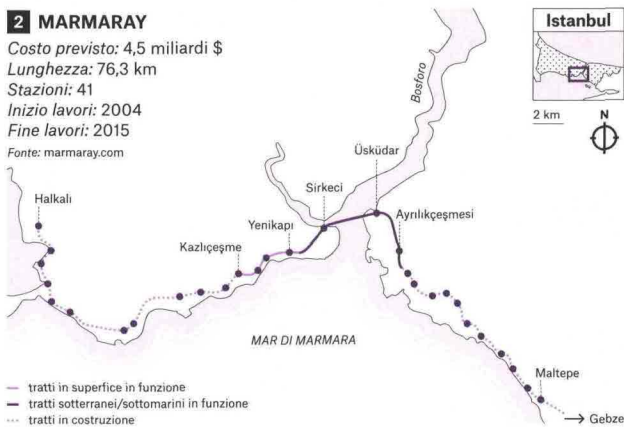 2 MARMARAY
Costo previsto: 4,5 miliardi $
Lunghezza: 76,3 km
Stazioni: 41
Inizio lavori: 2004
Fine lavori: 2015
Fonte: marmaray.com
Istanbul
2 km
N
Bosforo
Üsküdar
Sirkeci
Halkalı
Yenikapı
Ayrılıkçeşmesi
Kazlıçeşme
MAR DI MARMARA
Maltepe
tratti in superfice in funzione
tratti sotterranei/sottomarini in funzione
tratti in costruzione
→ Gebze